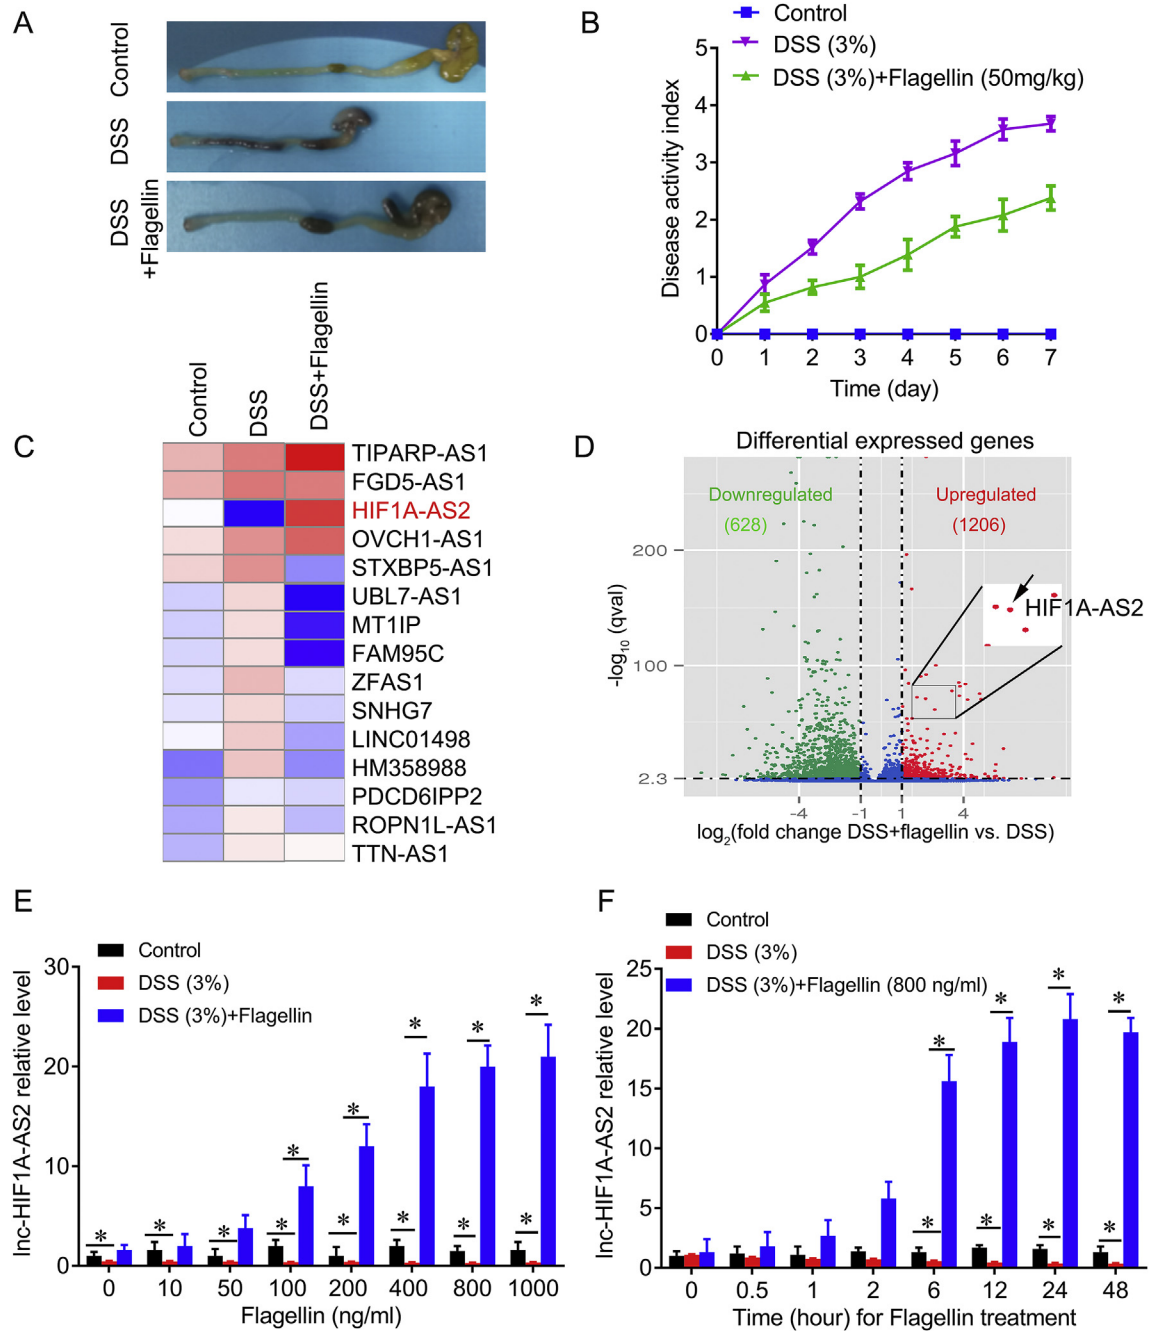 A
Control
DSS
DSS
+Flagellin
B
Control
DSS (3%)
DSS (3%)+Flagellin (50mg/kg)
Disease activity index
5
4
3
2
1
0
0 1 2 3 4 5 6 7
Time (day)
C
Control
DSS
DSS+Flagellin
TIPARP-AS1
FGD5-AS1
HIF1A-AS2
OVCH1-AS1
STXBP5-AS1
UBL7-AS1
MT1IP
FAM95C
ZFAS1
SNHG7
LINC01498
HM358988
PDCD6IPP2
ROPN1L-AS1
TTN-AS1
D
Differential expressed genes
Downregulated
(628)
Upregulated
(1206)
HIF1A-AS2
-log10 (qval)
200
100
2.3
-4 -1 1 4
log2(fold change DSS+flagellin vs. DSS)
E
Control
DSS (3%)
DSS (3%)+Flagellin
lnc-HIF1A-AS2 relative level
30
20
10
0
* * * * * * * *
* * * * *
0 10 50 100 200 400 800 1000
Flagellin (ng/ml)
F
Control
DSS (3%)
DSS (3%)+Flagellin (800 ng/ml)
lnc-HIF1A-AS2 relative level
25
20
15
20
5
0
* * * *
* * * *
0 0.5 1 2 6 12 24 48
Time (hour) for Flagellin treatment